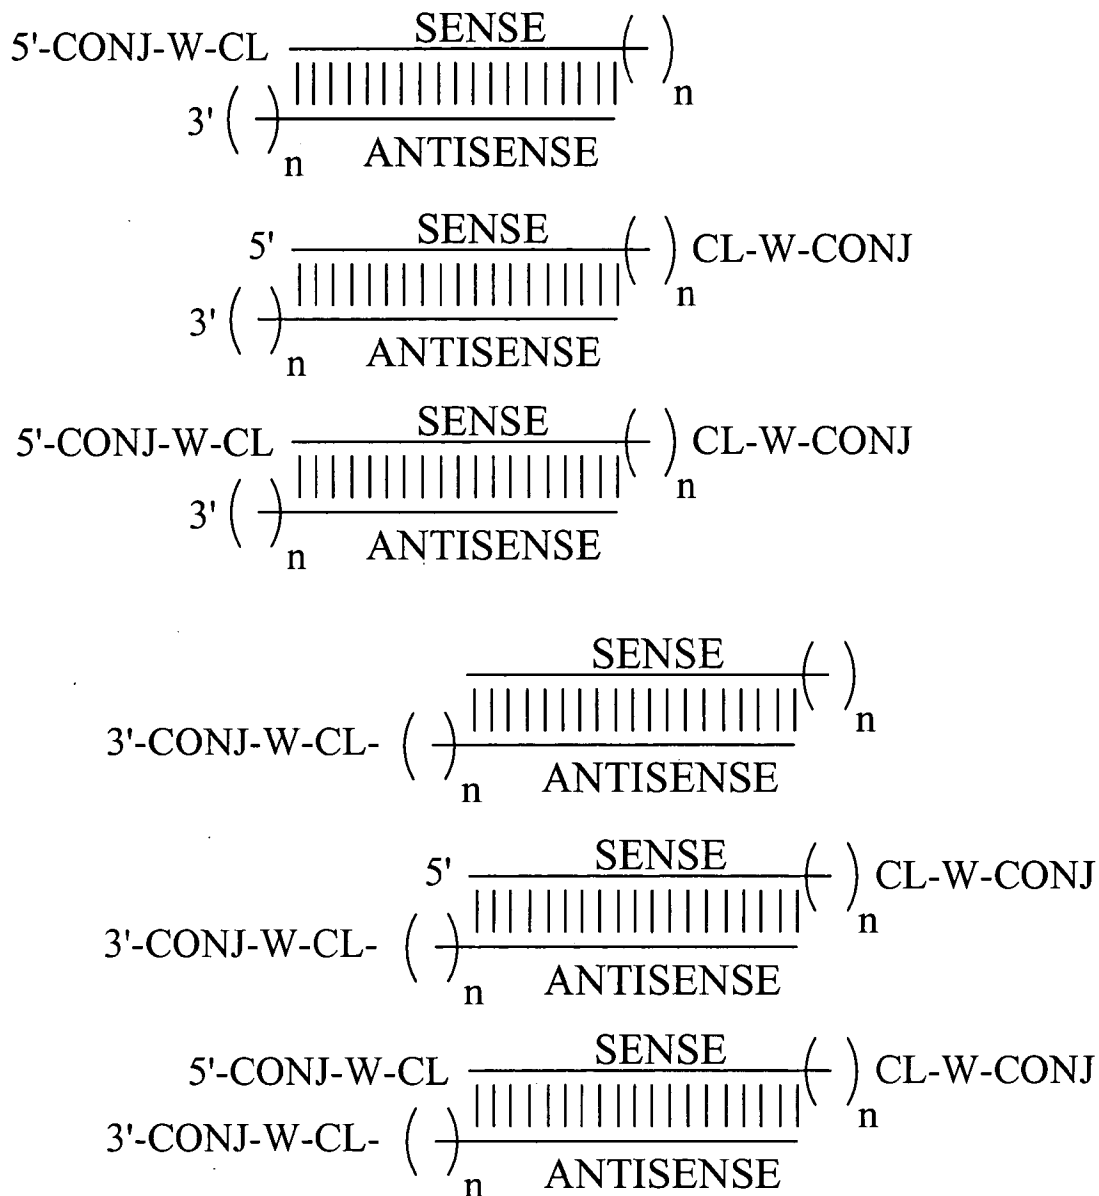 SENSE
5'-CONJ-W-CL ( ) n
3' ( ) n
ANTISENSE
SENSE
5' ( ) n CL-W-CONJ
3' ( ) n
ANTISENSE
SENSE
5'-CONJ-W-CL ( ) n CL-W-CONJ
3' ( ) n
ANTISENSE
SENSE
( ) n
3'-CONJ-W-CL- ( ) n
ANTISENSE
SENSE
5' ( ) n CL-W-CONJ
3'-CONJ-W-CL- ( ) n
ANTISENSE
SENSE
5'-CONJ-W-CL ( ) n CL-W-CONJ
3'-CONJ-W-CL- ( ) n
ANTISENSE